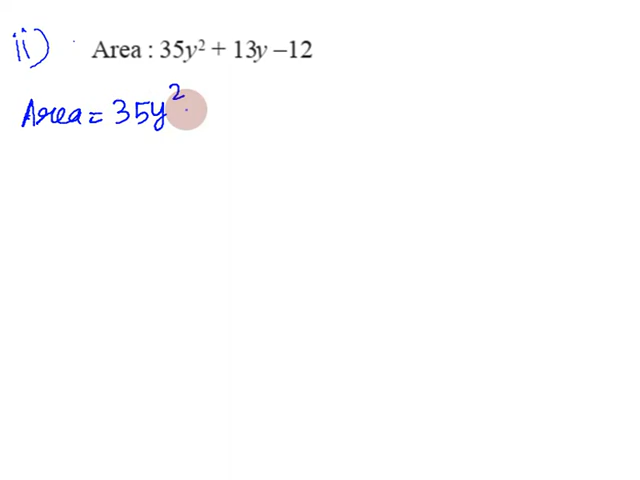 ii) Area : 35y² + 13y –12
Area = 35y²